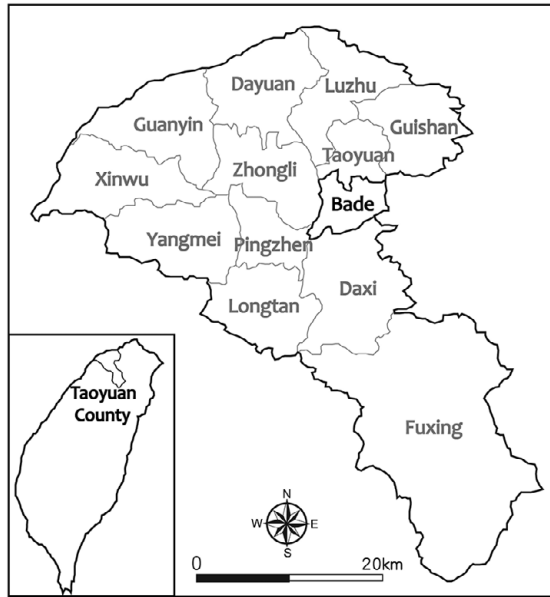 Dayuan
Luzhu
Guanyin
Guishan
Taoyuan
Zhongli
Xinwu
Bade
Yangmei
Pingzhen
Daxi
Longtan
Taoyuan
County
Fuxing
N
W
E
S
0
20km